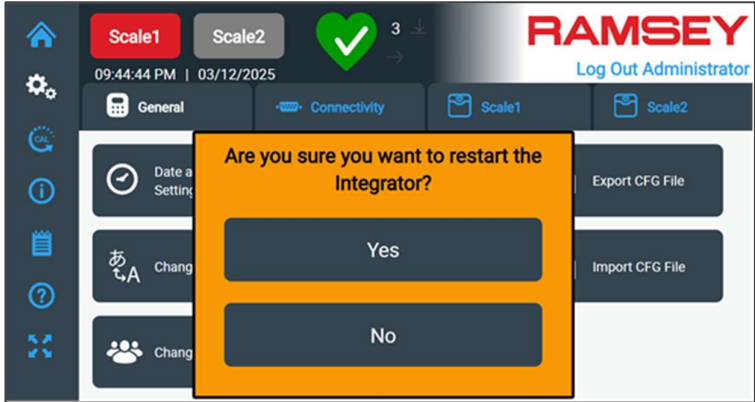 Scale1
Scale2
3
RAMSEY
09:44:44 PM | 03/12/2025
Log Out Administrator
General
Connectivity
Scale1
Scale2
CAL
Are you sure you want to restart the
Integrator?
Date a
Setting
Export CFG File
Yes
あ
A
Chang
Import CFG File
No
Chang